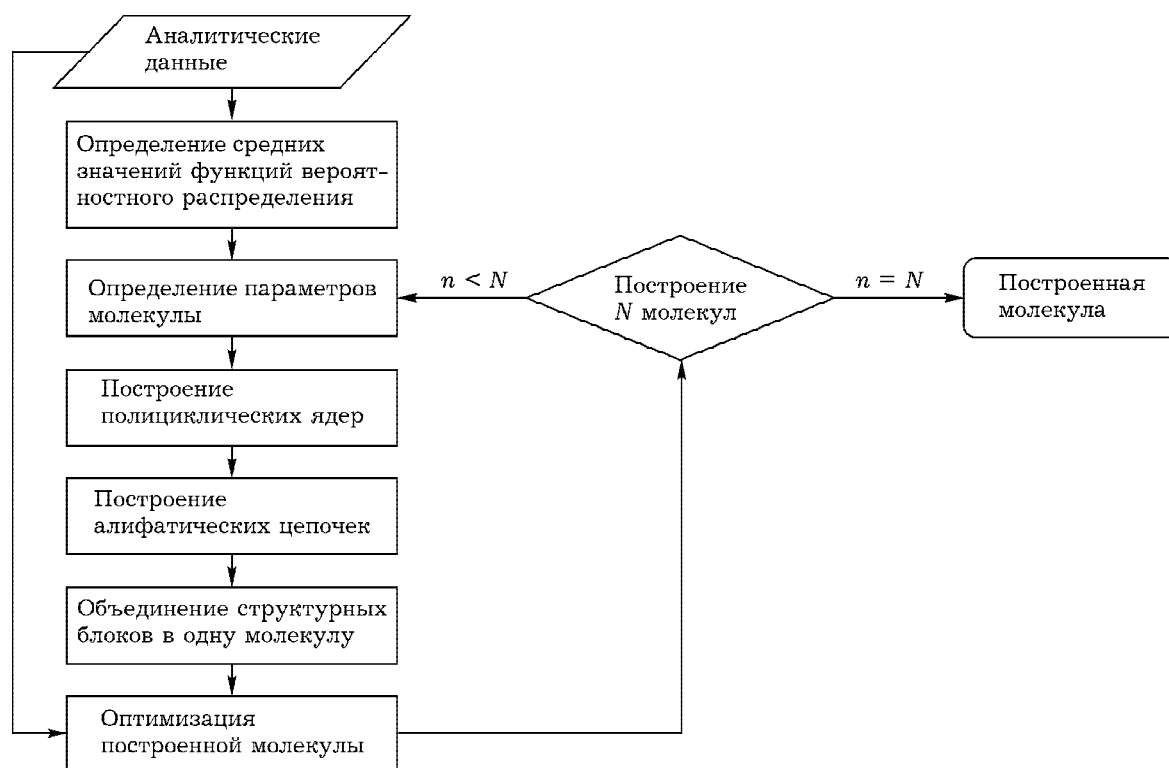 Аналитические
данные
Определение средних
значений функций вероят-
ностного распределения
Определение параметров
молекулы
n < N
Построение
N молекул
n = N
Построенная
молекула
Построение
полициклических ядер
Построение
алифатических цепочек
Объединение структурных
блоков в одну молекулу
Оптимизация
построенной молекулы